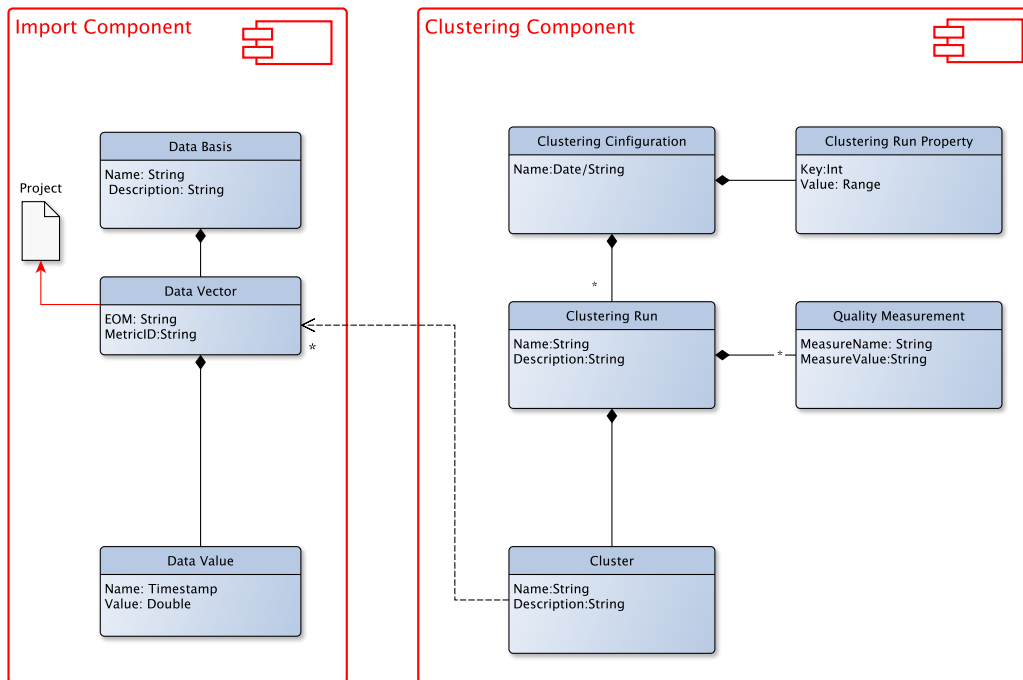 Import Component
Data Basis
Name: String
Description: String
Project
Data Vector
EOM: String
MetricID:String
*
Data Value
Name: Timestamp
Value: Double
Clustering Component
Clustering Cinfiguration
Name:Date/String
Clustering Run Property
Key:Int
Value: Range
*
Clustering Run
Name:String
Description:String
*
Quality Measurement
MeasureName: String
MeasureValue:String
Cluster
Name:String
Description:String